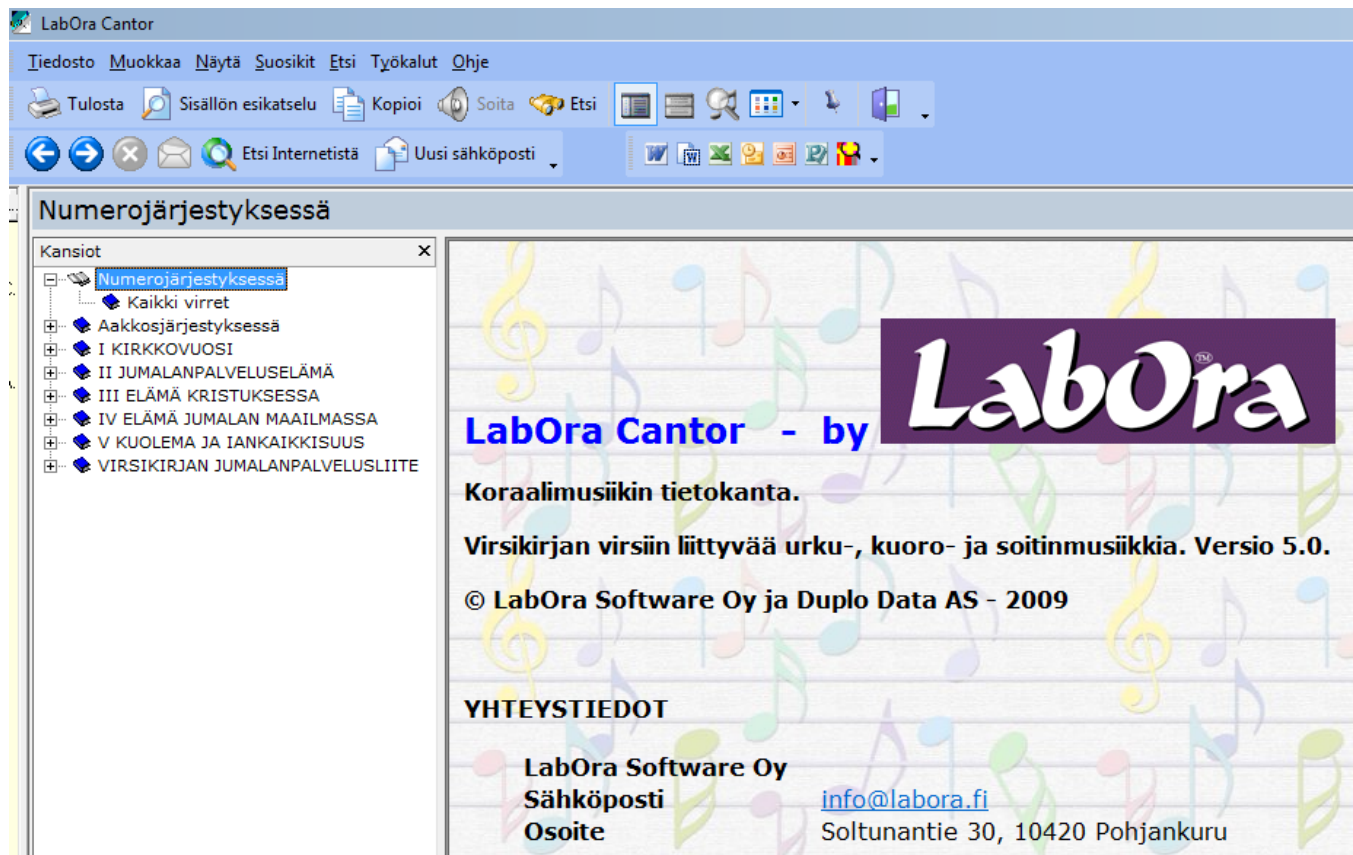 LabOra Cantor
Tiedosto Muokkaa Näytä Suosikit Etsi Työkalut Ohje
Tulosta Sisällön esikatselu Kopioi Soita Etsi
Etsi Internetistä Uusi sähköposti
Numerojärjestyksessä
Kansiot
Numerojärjestyksessä
Kaikki virret
Aakkosjärjestyksessä
I KIRKKOVUOSI
II JUMALANPALVELUSELÄMÄ
III ELÄMÄ KRISTUKSESSA
IV ELÄMÄ JUMALAN MAAILMASSA
V KUOLEMA JA IANKAIKKISUUS
VIRSIKIRJAN JUMALANPALVELUSLIITE
LabOra Cantor - by LabOra™
Koraalimusiikin tietokanta.
Virsikirjan virsiin liittyvää urku-, kuoro- ja soitinmusiikkia. Versio 5.0.
© LabOra Software Oy ja Duplo Data AS - 2009
YHTEYSTIEDOT
LabOra Software Oy
Sähköposti info@labora.fi
Osoite Soltunantie 30, 10420 Pohjankuru